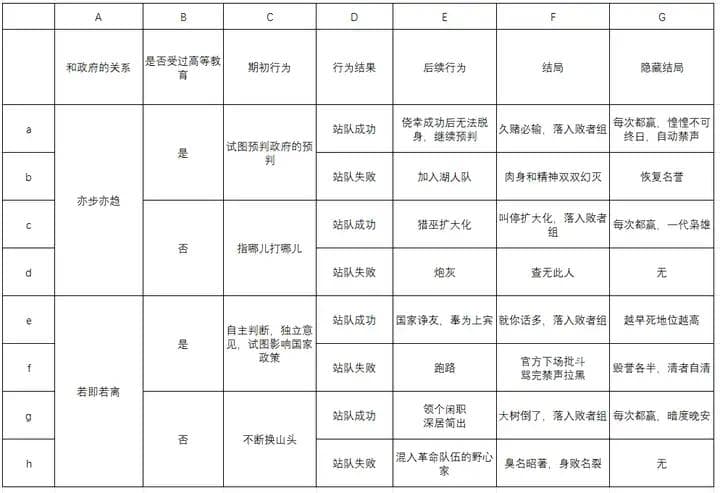 A B C D E F G
和政府的关系 是否受过高等教育 期初行为 行为结果 后续行为 结局 隐藏结局
a 亦步亦趋 是 试图预判政府的预判 站队成功 侥幸成功后无法脱身，继续预判 久赌必输，落入败者组 每次都赢，惶惶不可终日，自动禁声
b 站队失败 加入湖人队 肉身和精神双双幻灭 恢复名誉
c 否 指哪儿打哪儿 站队成功 猎巫扩大化 叫停扩大化，落入败者组 每次都赢，一代枭雄
d 站队失败 炮灰 查无此人 无
e 若即若离 是 自主判断，独立意见，试图影响国家政策 站队成功 国家诤友，奉为上宾 就你话多，落入败者组 越早死地位越高
f 站队失败 跑路 官方下场批斗 骂完禁声拉黑 毁誉各半，清者自清
g 否 不断换山头 站队成功 领个闲职 深居简出 大树倒了，落入败者组 每次都赢，暗度晚安
h 站队失败 混入革命队伍的野心家 臭名昭著，身败名裂 无